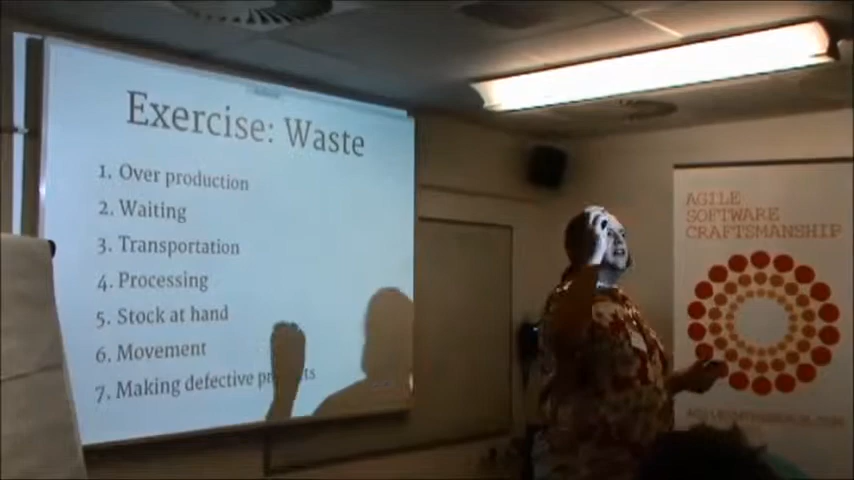 Exercise: Waste
1. Over production
2. Waiting
3. Transportation
4. Processing
5. Stock at hand
6. Movement
7. Making defective
AGILE
SOFTWARE
CRAFTSMANSHIP